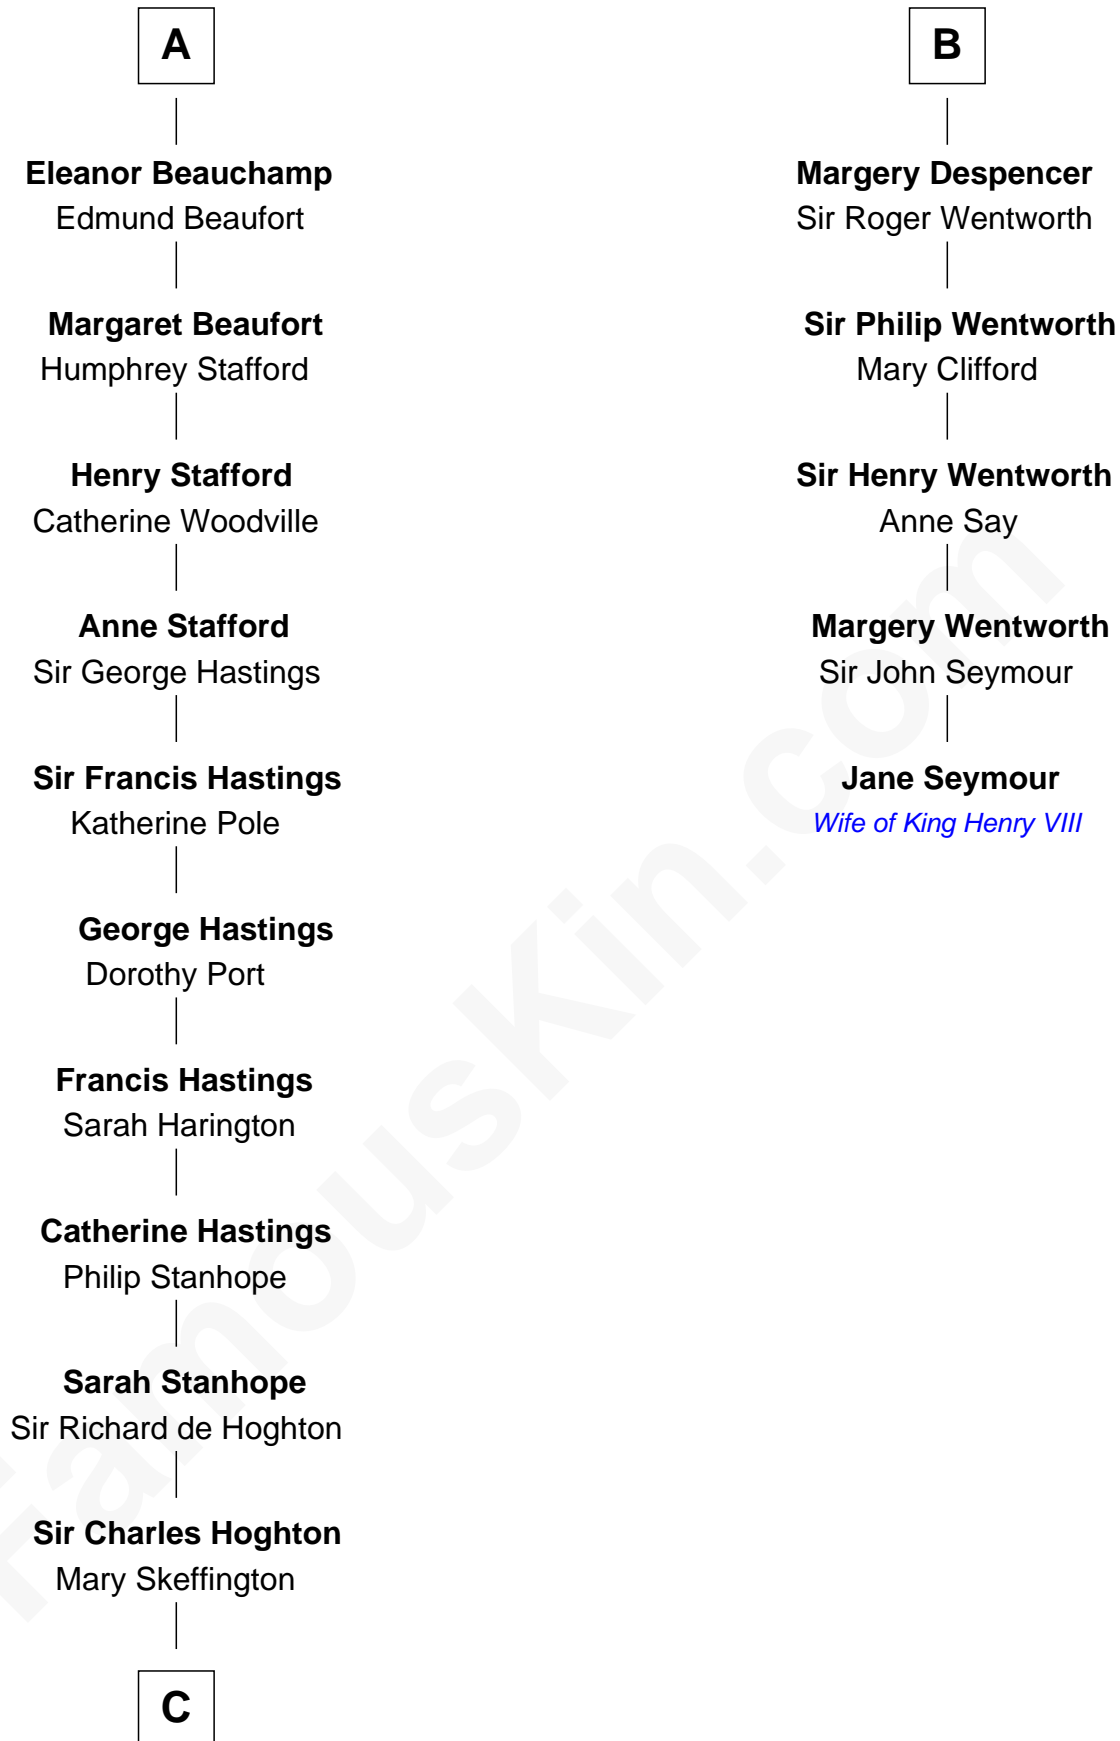 A
Eleanor Beauchamp
Edmund Beaufort
Margaret Beaufort
Humphrey Stafford
Henry Stafford
Catherine Woodville
Anne Stafford
Sir George Hastings
Sir Francis Hastings
Katherine Pole
George Hastings
Dorothy Port
Francis Hastings
Sarah Harington
Catherine Hastings
Philip Stanhope
Sarah Stanhope
Sir Richard de Hoghton
Sir Charles Hoghton
Mary Skeffington
C
B
Margery Despencer
Sir Roger Wentworth
Sir Philip Wentworth
Mary Clifford
Sir Henry Wentworth
Anne Say
Margery Wentworth
Sir John Seymour
Jane Seymour
Wife of King Henry VIII
FamousKin.com